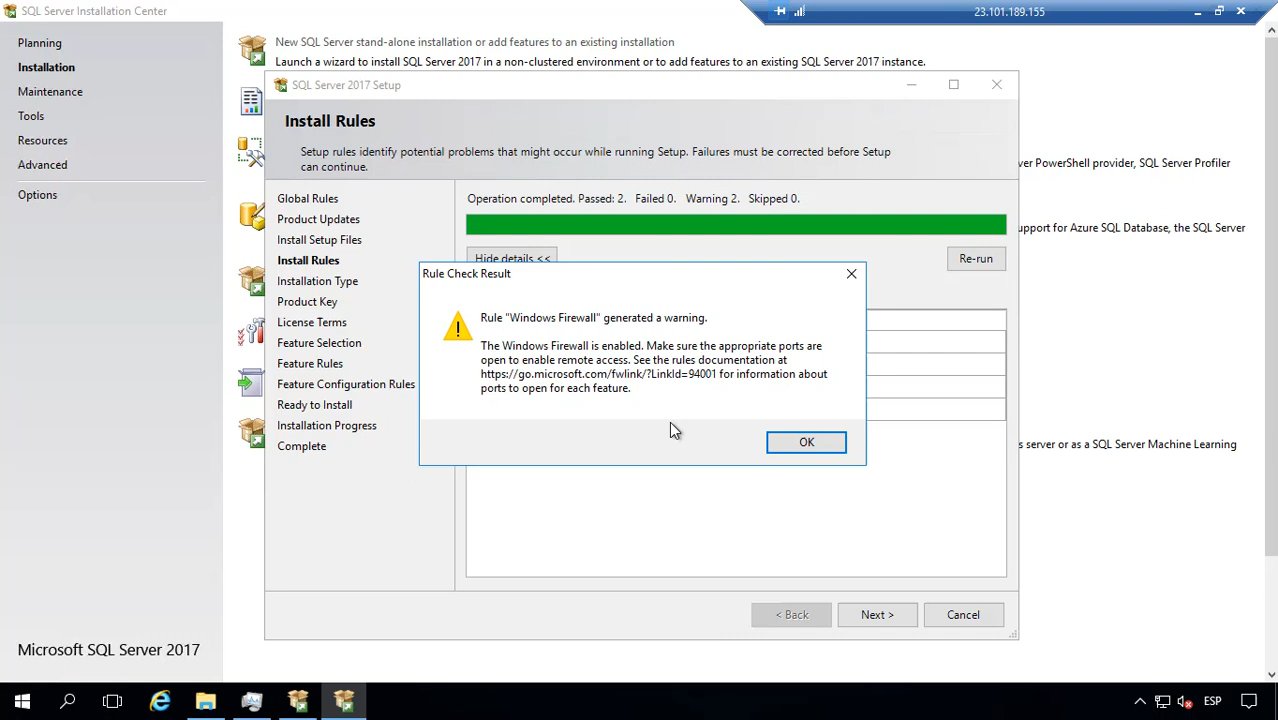 SQL Server Installation Center
23.101.189.155
Planning
Installation
Maintenance
Tools
Resources
Advanced
Options
Microsoft SQL Server 2017
New SQL Server stand-alone installation or add features to an existing installation
Launch a wizard to install SQL Server 2017 in a non-clustered environment or to add features to an existing SQL Server 2017 instance.
PowerShell provider, SQL Server Profiler
for Azure SQL Database, the SQL Server
server or as a SQL Server Machine Learning
SQL Server 2017 Setup
Install Rules
Setup rules identify potential problems that might occur while running Setup. Failures must be corrected before Setup
can continue.
Global Rules
Product Updates
Install Setup Files
Install Rules
Installation Type
Product Key
License Terms
Feature Selection
Feature Rules
Feature Configuration Rules
Ready to Install
Installation Progress
Complete
Operation completed. Passed: 2. Failed 0. Warning 2. Skipped 0.
Hide details <<
Re-run
Rule Check Result
Rule "Windows Firewall" generated a warning.
The Windows Firewall is enabled. Make sure the appropriate ports are
open to enable remote access. See the rules documentation at
https://go.microsoft.com/fwlink/?LinkId=94001 for information about
ports to open for each feature.
OK
< Back
Next >
Cancel
ESP